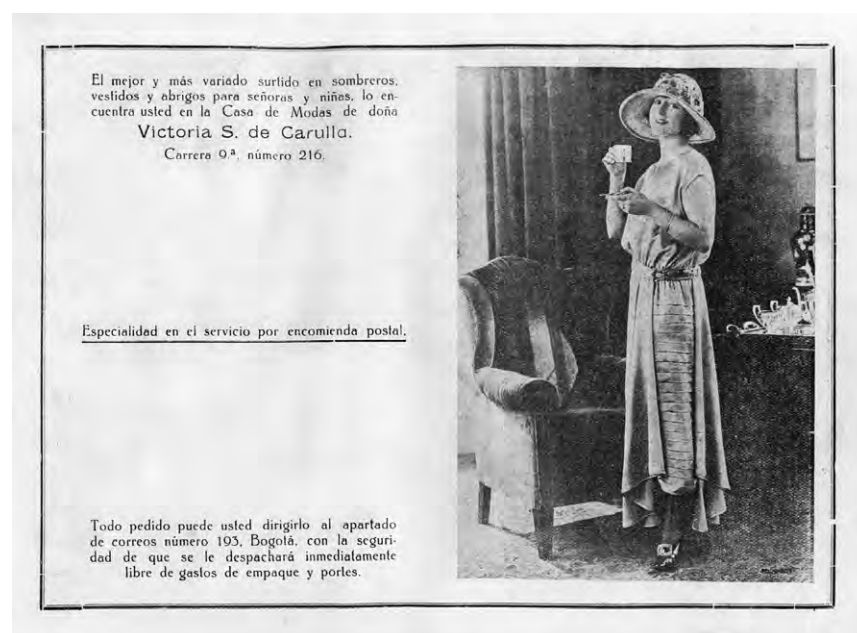 El mejor y más variado surtido en sombreros,
vestidos y abrigos para señoras y niñas, lo en-
cuentra usted en la Casa de Modas de doña
Victoria S. de Carulla.
Carrera 9.ª, número 216.
Especialidad en el servicio por encomienda postal.
Todo pedido puede usted dirigirlo al apartado
de correos número 193, Bogotá, con la seguri-
dad de que se le despachará inmediatamente
libre de gastos de empaque y portes.